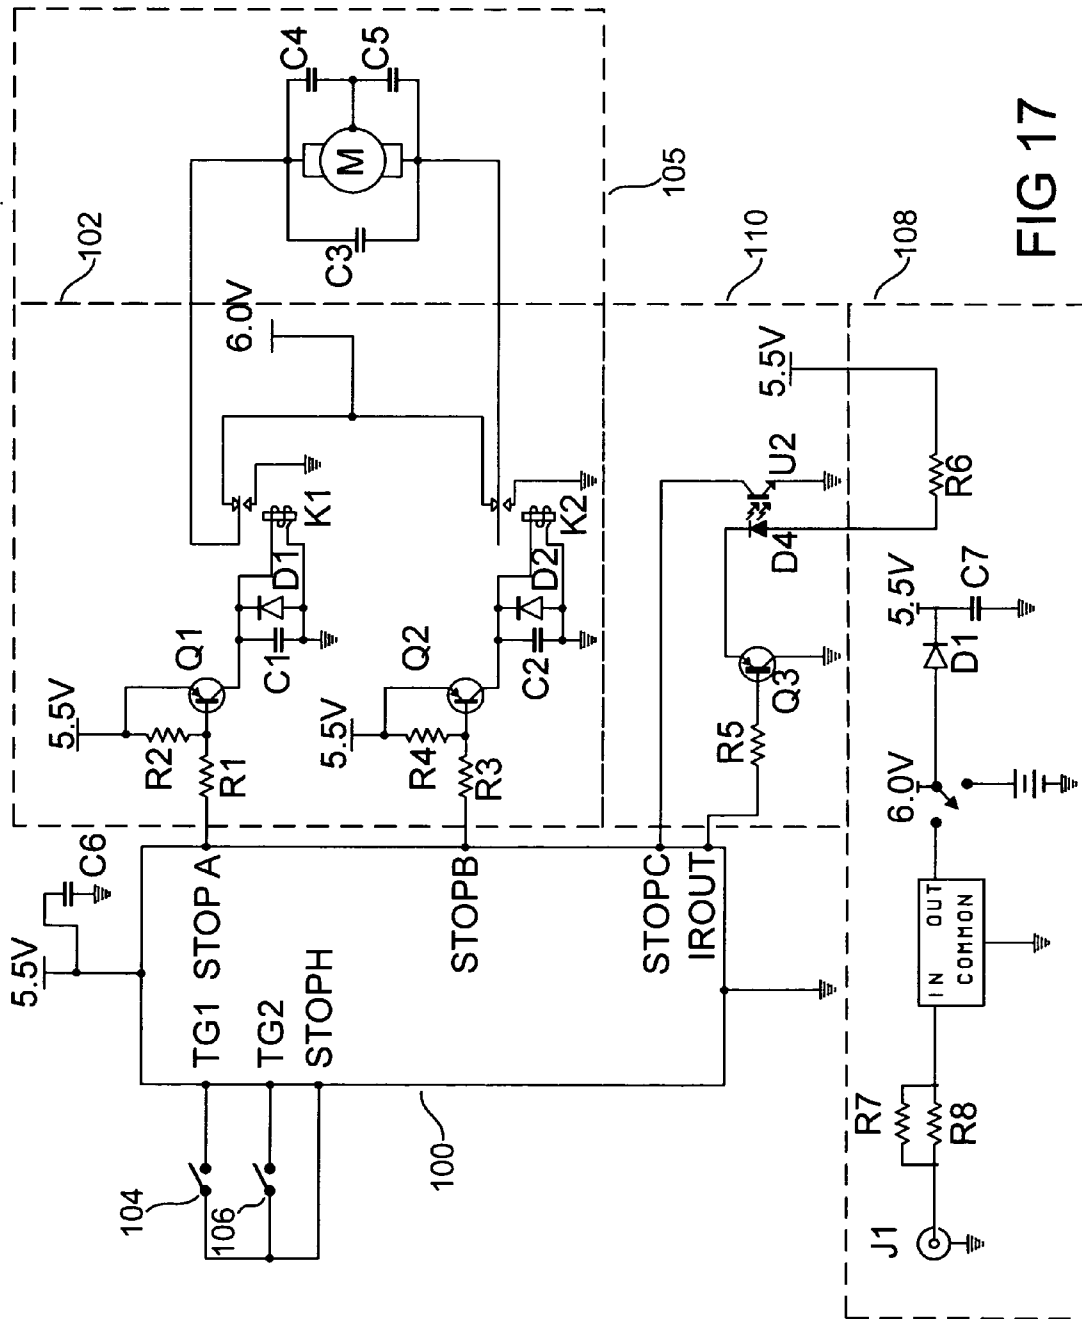 5.5V
C6
5.5V
R2
R1
Q1
C1
D1
K1
6.0V
102
C3
M
C4
C5
105
5.5V
R4
R3
Q2
C2
D2
K2
104
106
TG1
STOP A
TG2
STOPH
STOPB
STOPC
IROUT
100
R5
Q3
D4
U2
5.5V
110
108
R6
J1
R7
R8
IN
OUT
COMMON
6.0V
D1
5.5V
C7
FIG 17